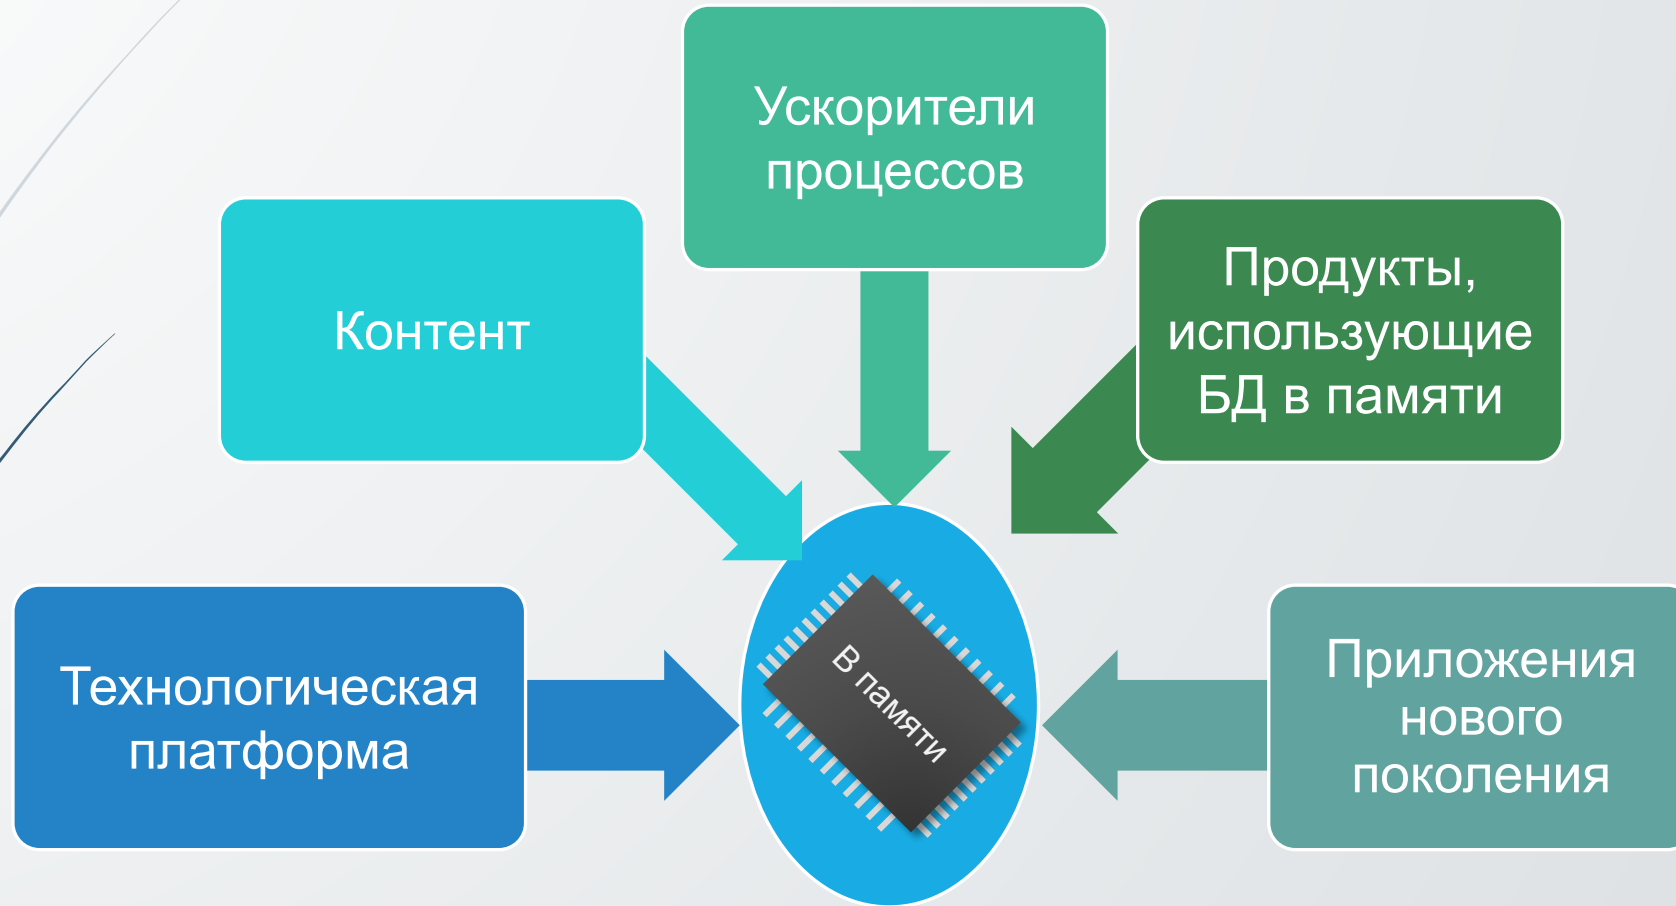 Ускорители
процессов
Контент
Продукты,
использующие
БД в памяти
Технологическая
платформа
В памяти
Приложения
нового
поколения